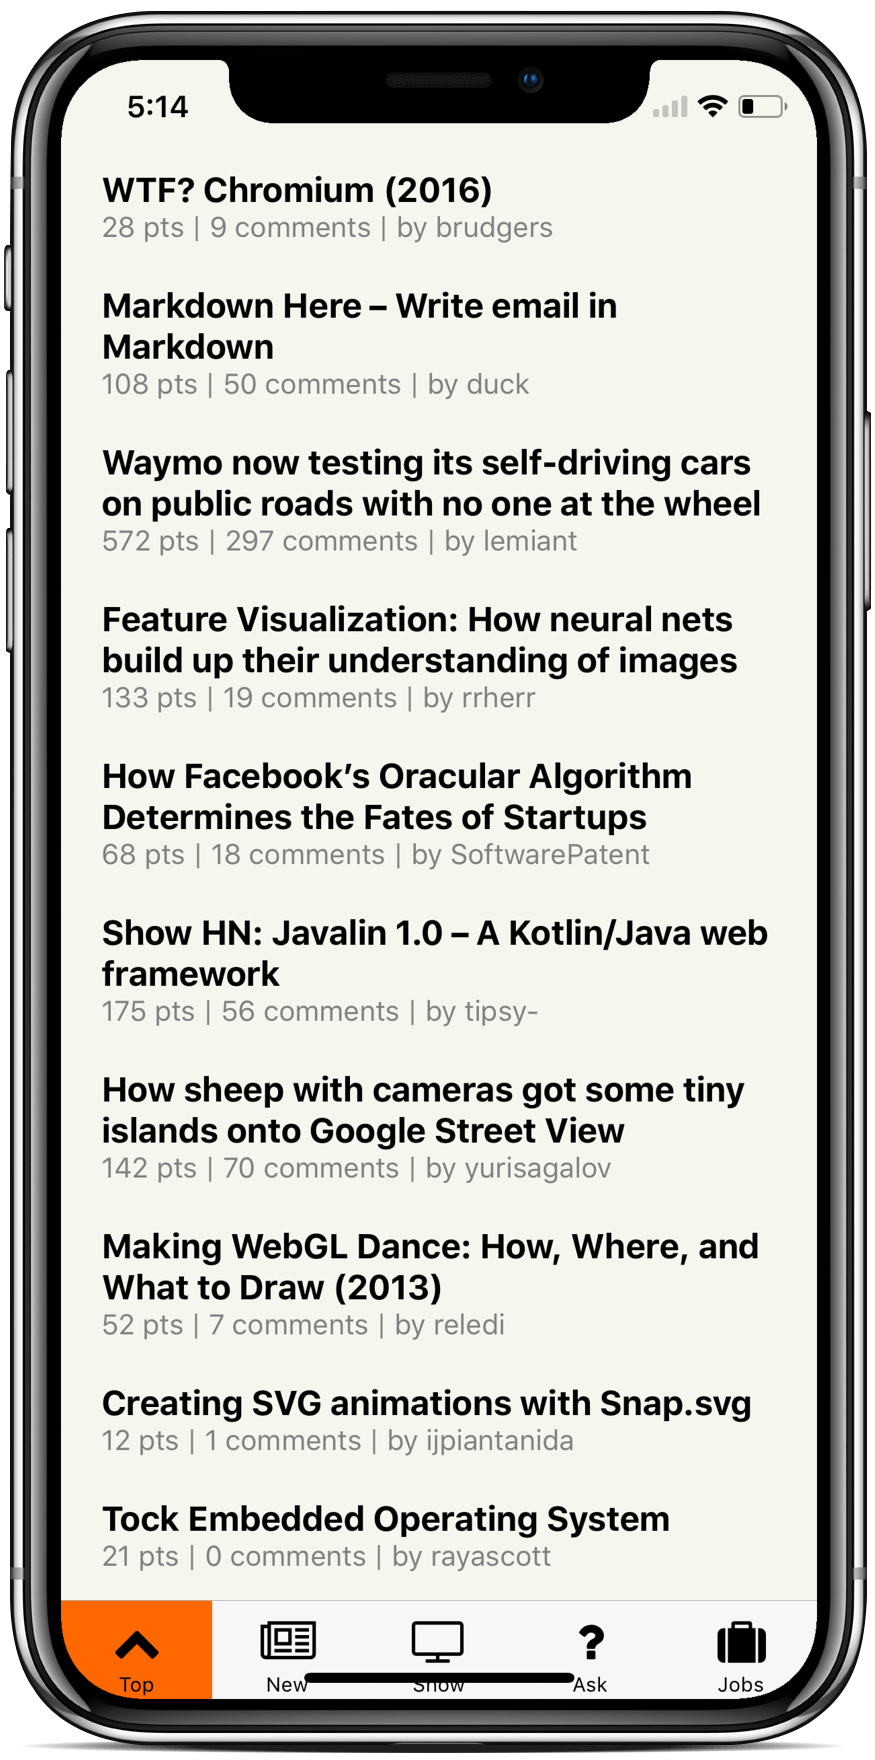 5:14
WTF? Chromium (2016)
28 pts | 9 comments | by brudgers
Markdown Here – Write email in
Markdown
108 pts | 50 comments | by duck
Waymo now testing its self-driving cars
on public roads with no one at the wheel
572 pts | 297 comments | by lemiant
Feature Visualization: How neural nets
build up their understanding of images
133 pts | 19 comments | by rrherr
How Facebook’s Oracular Algorithm
Determines the Fates of Startups
68 pts | 18 comments | by SoftwarePatent
Show HN: Javalin 1.0 – A Kotlin/Java web
framework
175 pts | 56 comments | by tipsy-
How sheep with cameras got some tiny
islands onto Google Street View
142 pts | 70 comments | by yurisagalov
Making WebGL Dance: How, Where, and
What to Draw (2013)
52 pts | 7 comments | by reledi
Creating SVG animations with Snap.svg
12 pts | 1 comments | by ijpiantanida
Tock Embedded Operating System
21 pts | 0 comments | by rayascott
Top New Show Ask Jobs